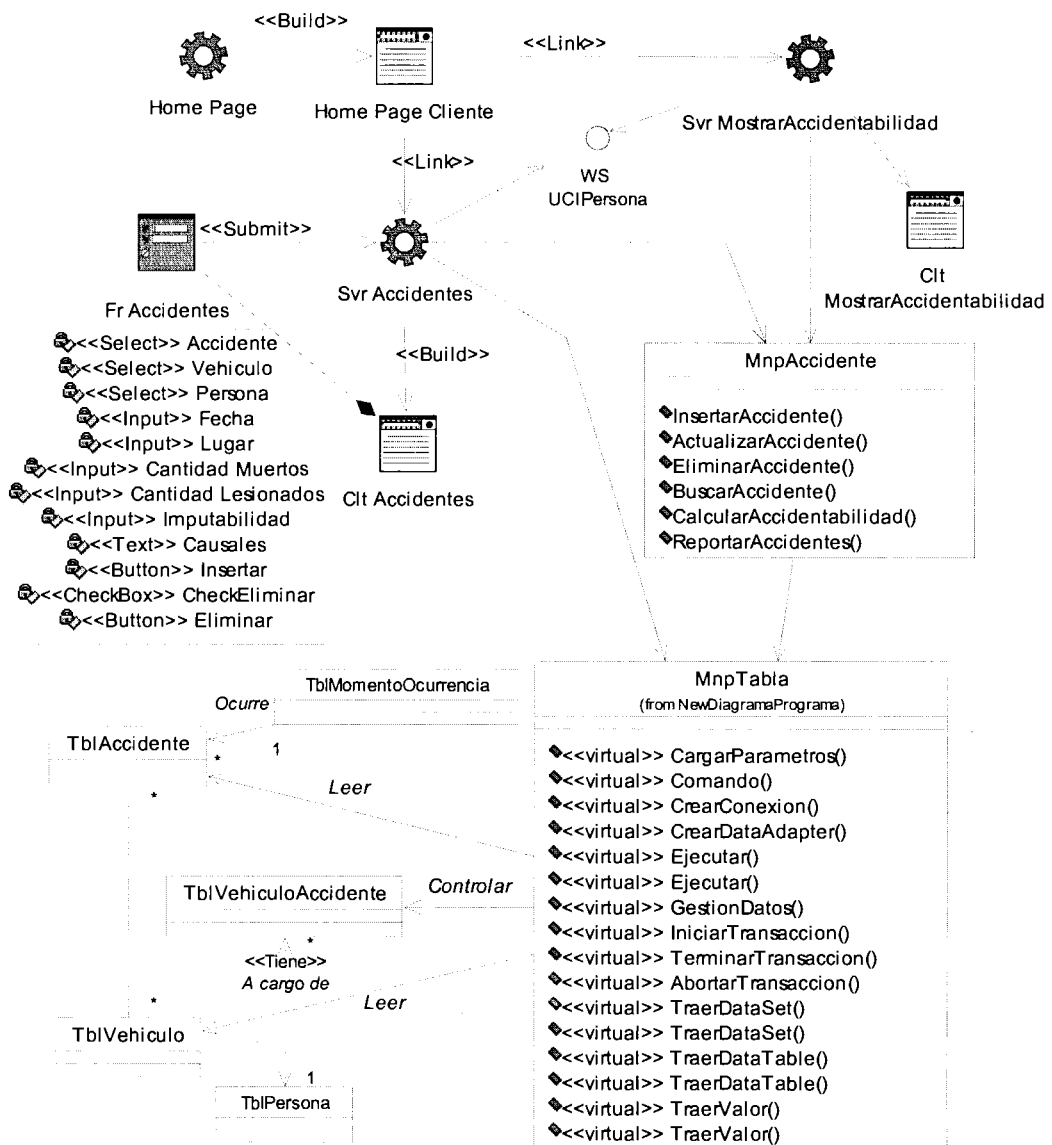 <<Build>>
<<Link>>
Home Page
Home Page Cliente
Svr MostrarAccidentabilidad
<<Link>>
WS
UCIPersona
<<Submit>>
Clt
MostrarAccidentabilidad
Fr Accidentes
Svr Accidentes
<<Select>> Accidente
<<Select>> Vehiculo
<<Select>> Persona
<<Input>> Fecha
<<Input>> Lugar
<<Input>> Cantidad Muertos
<<Input>> Cantidad Lesionados
<<Input>> Imputabilidad
<<Text>> Causales
<<Button>> Insertar
<<CheckBox>> CheckEliminar
<<Button>> Eliminar
<<Build>>
Clt Accidentes
MnpAccidente
InsertarAccidente()
ActualizarAccidente()
EliminarAccidente()
BuscarAccidente()
CalcularAccidentabilidad()
ReportarAccidentes()
TblMomentoOcurrencia
Ocurre
TblAccidente
1
*
*
Leer
TblVehiculoAccidente
Controlar
*
<<Tiene>>
A cargo de
*
Leer
TblVehiculo
1
TblPersona
MnpTabla
(from NewDiagramaPrograma)
<<virtual>> CargarParametros()
<<virtual>> Comando()
<<virtual>> CrearConexion()
<<virtual>> CrearDataAdapter()
<<virtual>> Ejecutar()
<<virtual>> Ejecutar()
<<virtual>> GestionDatos()
<<virtual>> IniciarTransaccion()
<<virtual>> TerminarTransaccion()
<<virtual>> AbortarTransaccion()
<<virtual>> TraerDataSet()
<<virtual>> TraerDataSet()
<<virtual>> TraerDataTable()
<<virtual>> TraerDataTable()
<<virtual>> TraerValor()
<<virtual>> TraerValor()